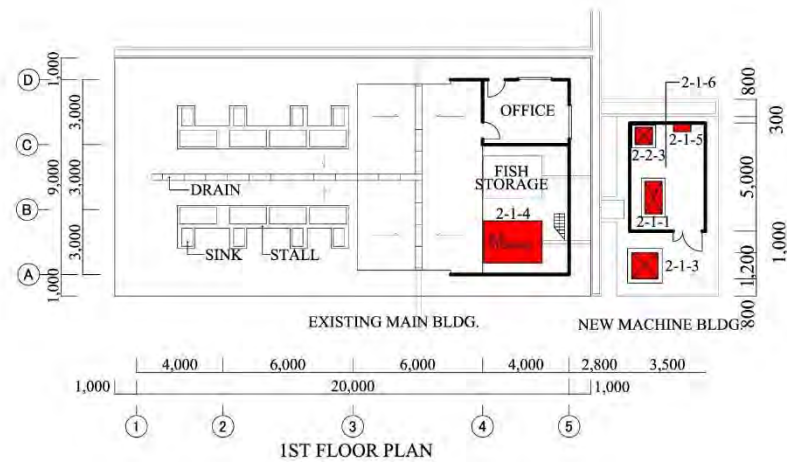 D
C
B
A
1,000
3,000
9,000
3,000
3,000
1,000
OFFICE
FISH
STORAGE
2-1-4
DRAIN
SINK
STALL
2-1-6
2-2-3
2-1-5
2-1-1
2-1-3
800
300
5,000
1,000
1,200
800
EXISTING MAIN BLDG.
NEW MACHINE BLDG.
4,000
6,000
6,000
4,000
2,800
3,500
1,000
20,000
1,000
1
2
3
4
5
1ST FLOOR PLAN